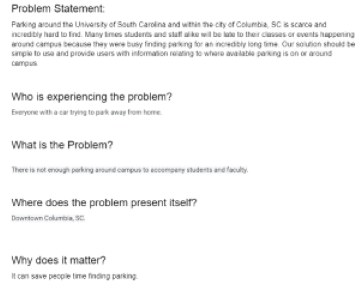 Problem Statement:
Parking around the University of South Carolina and within the city of Columbia, SC is scarce and
incredibly hard to find. Many times students and staff alike will be late to their classes or events happening
around campus because they were busy finding parking for an incredibly long time. Our solution should be
simple to use and provide users with information relating to where available parking is on or around
campus
Who is experiencing the problem?
Everyone with a car trying to park away from home.
What is the Problem?
There is not enough parking around campus to accompany students and faculty.
Where does the problem present itself?
Downtown Columbia, SC.
Why does it matter?
It can save people time finding parking.